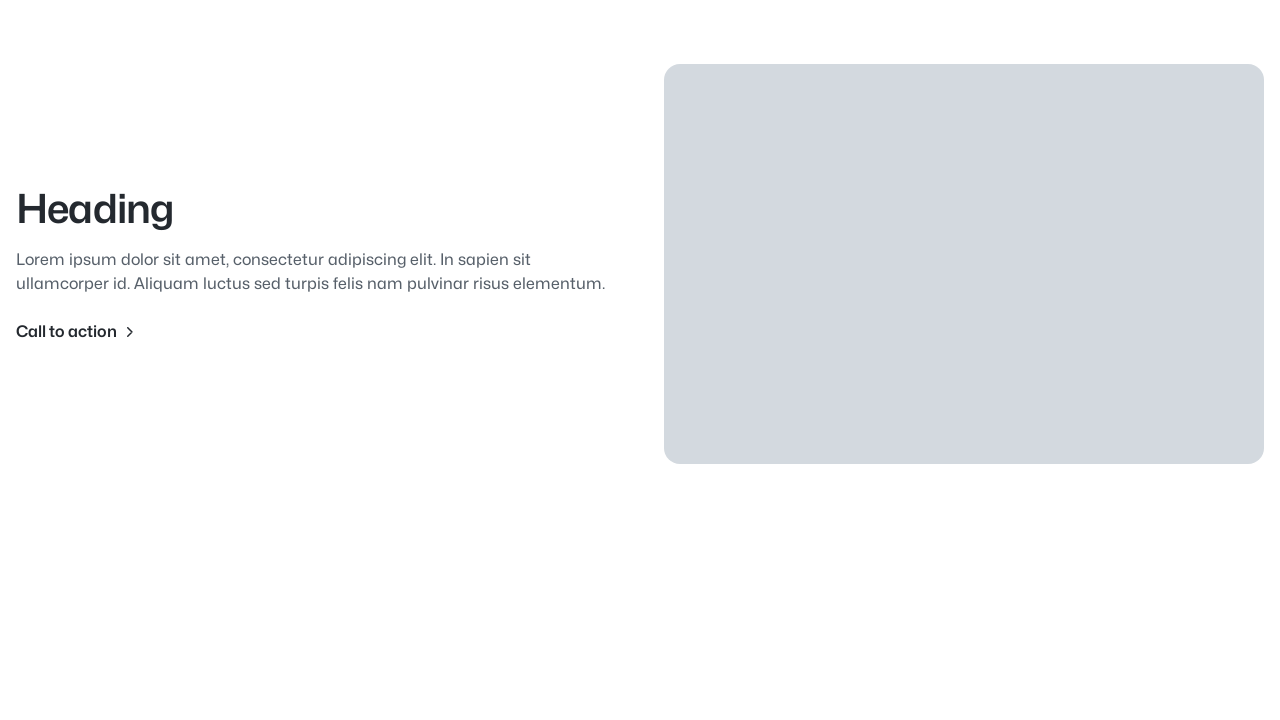 Heading
Lorem ipsum dolor sit amet, consectetur adipiscing elit. In sapien sit
ullamcorper id. Aliquam luctus sed turpis felis nam pulvinar risus elementum.
Call to action